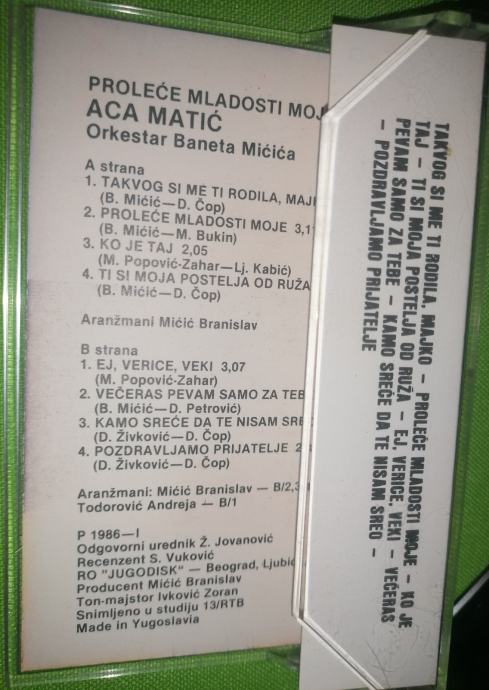 PROLEĆE MLADOSTI MOJ
ACA MATIĆ
Orkestar Baneta Mićića
A strana
1. TAKVOG SI ME TI RODILA, MAJ
(B. Mićić—D. Čop)
2. PROLEĆE MLADOSTI MOJE 3,1
(B. Mićić—M. Bukin)
3. KO JE TAJ 2,05
(M. Popović-Zahar—Lj. Kabić)
4. TI SI MOJA POSTELJA OD RUŽA
(B. Mićić—D. Čop)
Aranžmani Mićić Branislav
B strana
1. EJ, VERICE, VEKI 3,07
(M. Popović-Zahar)
2. VEČERAS PEVAM SAMO ZA TEB
(B. Mićić—D. Petrović)
3. KAMO SREĆE DA TE NISAM SRE
(D. Živković—D. Čop)
4. POZDRAVLJAMO PRIJATELJE 2
(D. Živković—D. Čop)
Aranžmani: Mićić Branislav — B/2,3
Todorović Andreja — B/1
P 1986—I
Odgovorni urednik Ž. Jovanović
Recenzent S. Vuković
RO "JUGODISK" — Beograd, Ljubic
Producent Mićić Branislav
Ton-majstor Ivković Zoran
Snimljeno u studiju 13/RTB
Made in Yugoslavia
TAKVOG SI ME TI RODILA, MAJKO – PROLEĆE MLADOSTI MOJE – KO JE
TAJ – TI SI MOJA POSTELJA OD RUŽA – EJ, VERICE, VEKI – VEČERAS
PEVAM SAMO ZA TEBE – KAMO SREĆE DA TE NISAM SREO –
– POZDRAVLJAMO PRIJATELJE